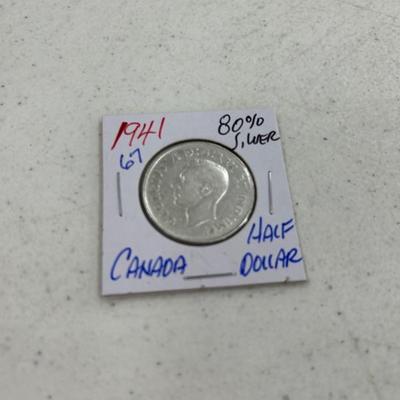 1941
67
80%
SILVER
CANADA
HALF
DOLLAR